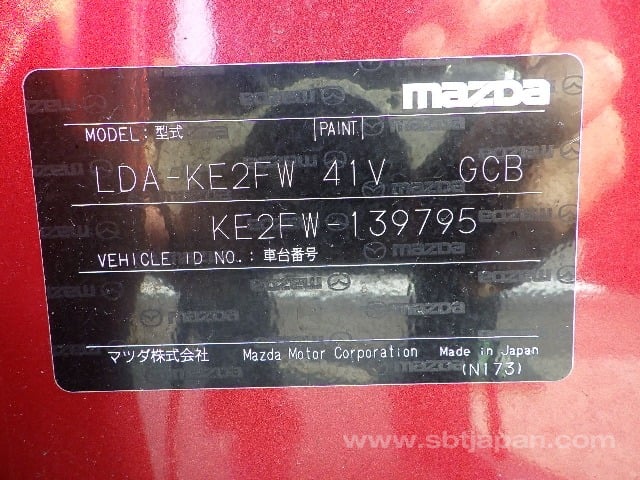 mazda
MODEL: 型式 PAINT
LDA-KE2FW 41V GCB
KE2FW-139795
VEHICLE ID NO.: 車台番号
マツダ株式会社 Mazda Motor Corporation Made in Japan
(N173)
www.sbtjapan.com